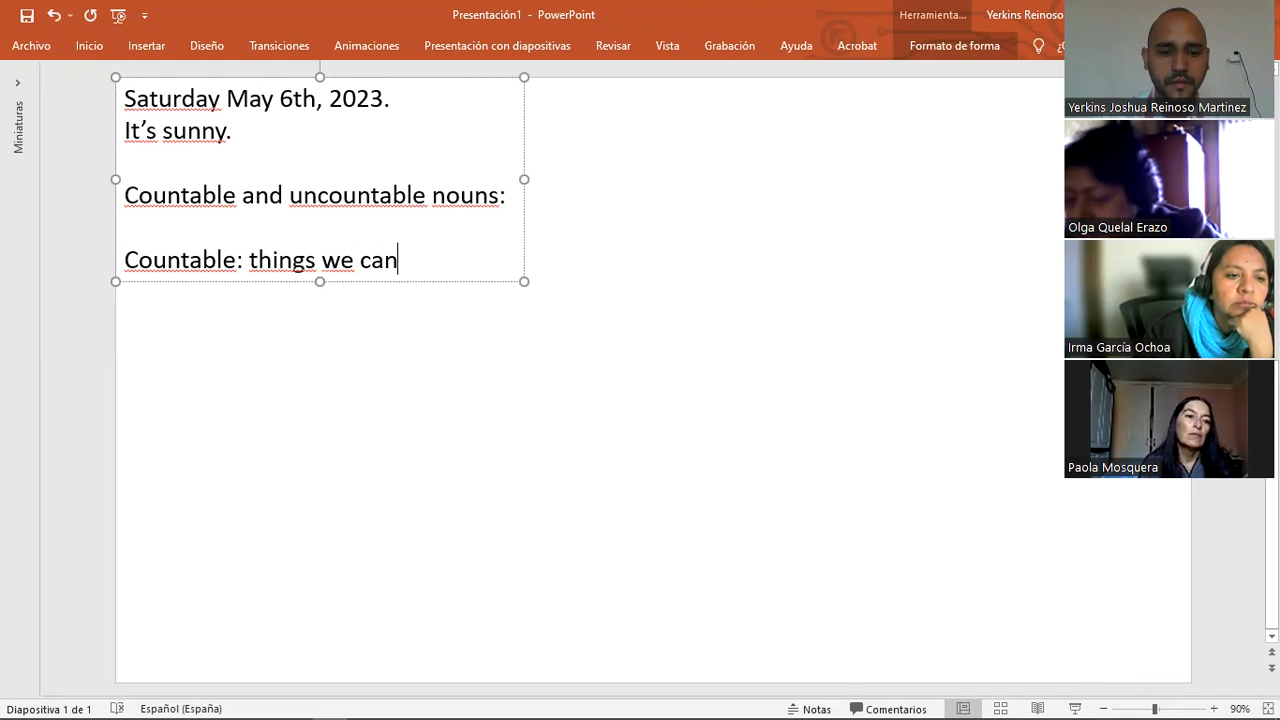 Presentación1 - PowerPoint
Herramienta...
Yerkins Reinoso
Archivo
Inicio
Insertar
Diseño
Transiciones
Animaciones
Presentación con diapositivas
Revisar
Vista
Grabación
Ayuda
Acrobat
Formato de forma
Miniaturas
Saturday May 6th, 2023.
It's sunny.
Countable and uncountable nouns:
Countable: things we can
Yerkins Joshua Reinoso Martinez
Olga Quelal Erazo
Irma García Ochoa
Paola Mosquera
Diapositiva 1 de 1
Español (España)
Notas
Comentarios
90%